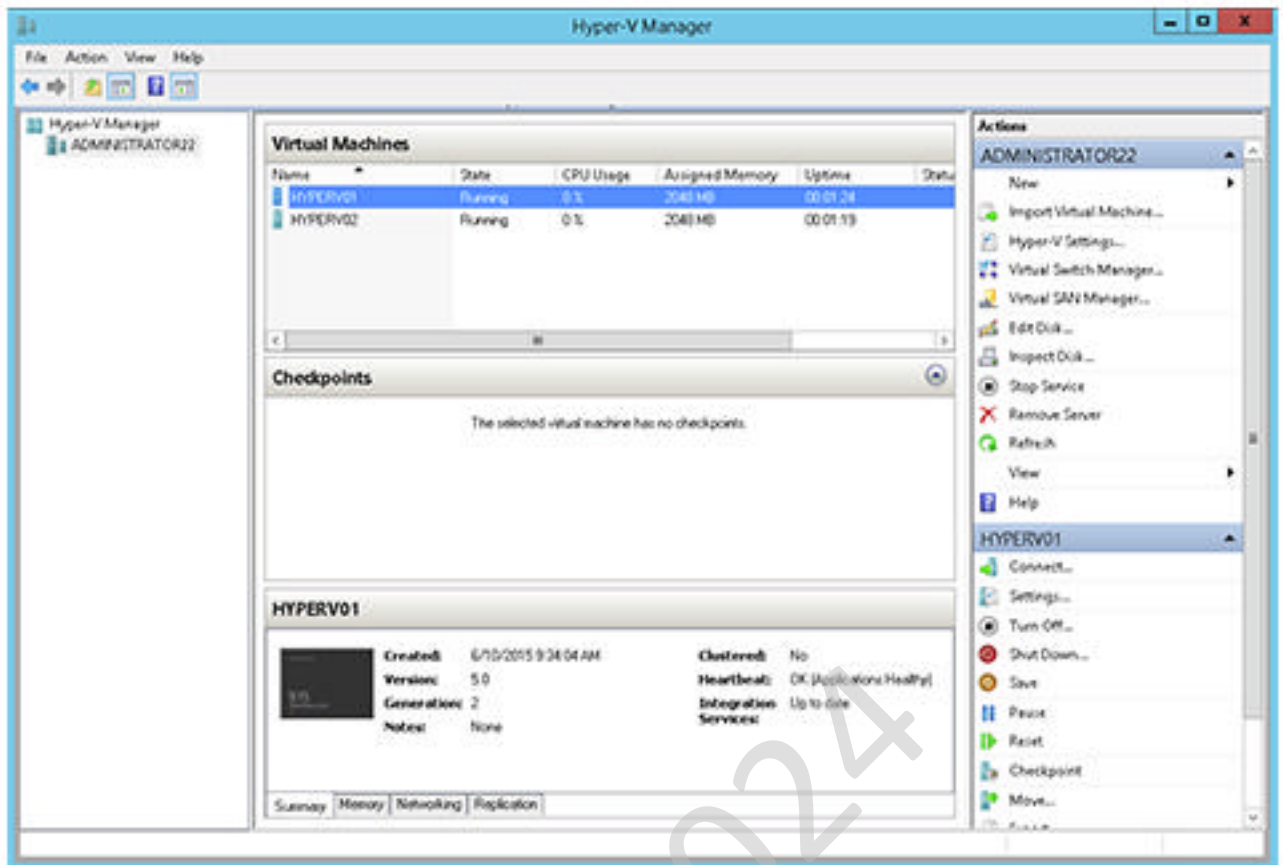 Hyper-V Manager
File Action View Help
Hyper-V Manager
ADMINISTRATOR22
Virtual Machines
Name State CPU Usage Assigned Memory Uptime Statu
HYPERV01 Running 0 % 2048 MB 00:01:24
HYPERV02 Running 0 % 2048 MB 00:01:19
Checkpoints
The selected virtual machine has no checkpoints.
HYPERV01
Created: 6/10/2015 9:34:04 AM
Version: 5.0
Generation: 2
Notes: None
Clustered: No
Heartbeat: OK (Applications Healthy)
Integration Services: Up to date
Summary Memory Networking Replication
Actions
ADMINISTRATOR22
New
Import Virtual Machine...
Hyper-V Settings...
Virtual Switch Manager...
Virtual SAN Manager...
Edit Disk...
Inspect Disk...
Stop Service
Remove Server
Refresh
View
Help
HYPERV01
Connect...
Settings...
Turn Off...
Shut Down...
Save
Pause
Reset
Checkpoint
Move...
024